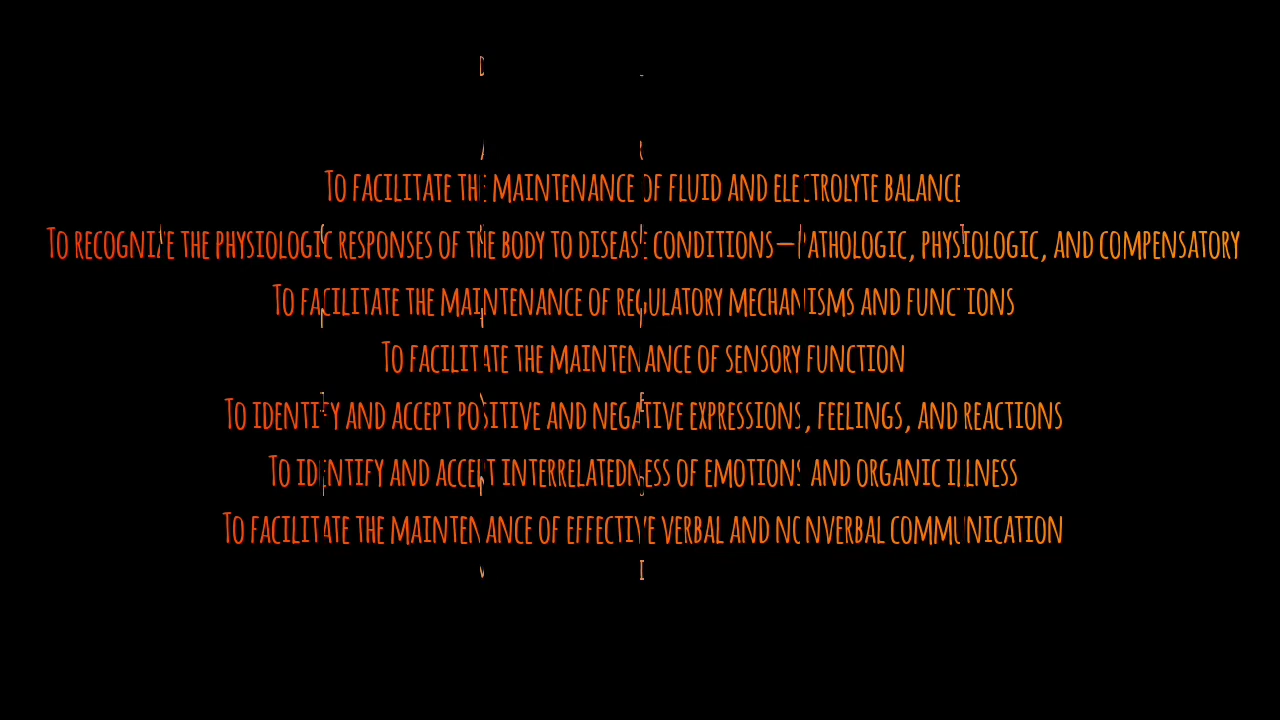 To facilitate the maintenance of fluid and electrolyte balance
To recognize the physiologic responses of the body to disease conditions—pathologic, physiologic, and compensatory
To facilitate the maintenance of regulatory mechanisms and functions
To facilitate the maintenance of sensory function
To identify and accept positive and negative expressions, feelings, and reactions
To identify and accept interrelatedness of emotions and organic illness
To facilitate the maintenance of effective verbal and nonverbal communication